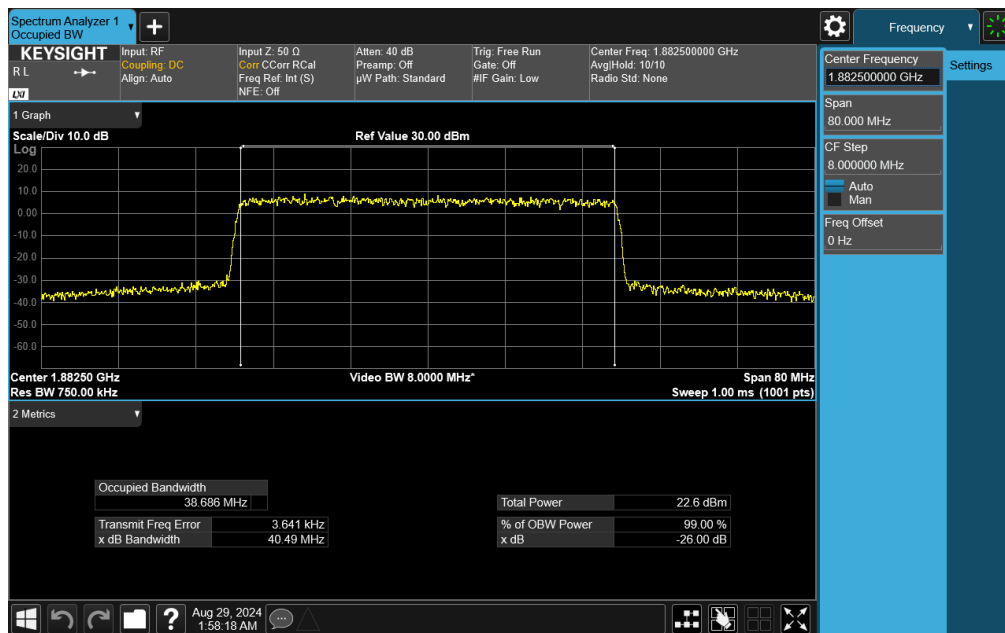 Spectrum Analyzer 1
Occupied BW
+
Frequency
KEYSIGHT
R L
LXI
Input: RF
Coupling: DC
Align: Auto
Input Z: 50 Ω
Corr CCorr RCal
Freq Ref: Int (S)
NFE: Off
Atten: 40 dB
Preamp: Off
µW Path: Standard
Trig: Free Run
Gate: Off
#IF Gain: Low
Center Freq: 1.882500000 GHz
Avg|Hold: 10/10
Radio Std: None
Center Frequency
1.882500000 GHz
Settings
Span
80.000 MHz
CF Step
8.000000 MHz
Auto
Man
Freq Offset
0 Hz
1 Graph
Scale/Div 10.0 dB
Ref Value 30.00 dBm
Log
20.0
10.0
0.00
-10.0
-20.0
-30.0
-40.0
-50.0
-60.0
Center 1.88250 GHz
Video BW 8.0000 MHz*
Span 80 MHz
Res BW 750.00 kHz
Sweep 1.00 ms (1001 pts)
2 Metrics
Occupied Bandwidth
38.686 MHz
Total Power 22.6 dBm
Transmit Freq Error 3.641 kHz
% of OBW Power 99.00 %
x dB Bandwidth 40.49 MHz
x dB -26.00 dB
?
Aug 29, 2024
1:58:18 AM